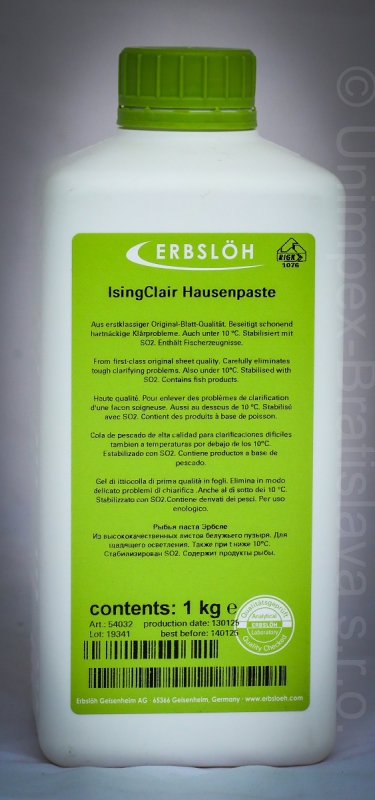 ERBSLÖH
RIGK
1076
IsingClair Hausenpaste
Aus erstklassiger Original-Blatt-Qualität. Beseitigt schonend
hartnäckige Klärprobleme. Auch unter 10 °C. Stabilisiert mit
SO2. Enthält Fischerzeugnisse.
From first-class original sheet quality. Carefully eliminates
tough clarifying problems. Also under 10°C. Stabilised with
SO2. Contains fish products.
Haute qualité. Pour enlever des problèmes de clarification
d'une facon soigneuse. Aussi au dessous de 10 °C. Stabilisé
avec SO2. Contient des produits à base de poisson.
Cola de pescado de alta calidad para clarificaciones dificiles
tambien a temperaturas por debajo de los 10°C.
Estabilizado con SO2. Contiene productos a base de
pescado.
Gel di ittiocolla di prima qualità in fogli. Elimina in modo
delicato problemi di chiarifica .Anche al di sotto dei 10 °C.
Stabilizzato con SO2.Contiene derivati dei pesci. Per uso
enologico.
Рыбья паста Эрбсле
Из высококачественных листов белужьего пузыря. Для
щадящего осветления. Также при t ниже 10°C.
Стабилизирован SO2. Содержит продукты рыбы.
contents: 1 kg e
Art.: 54032 production date: 130125
Lot: 19341 best before: 140125
Qualitätsgeprüft
Analytical
ERBSLÖH
Laboratory
Quality Checked
Erbslöh Geisenheim AG · 65366 Geisenheim, Germany · www.erbsloeh.com
© Unimpex-Bratislava s.r.o.